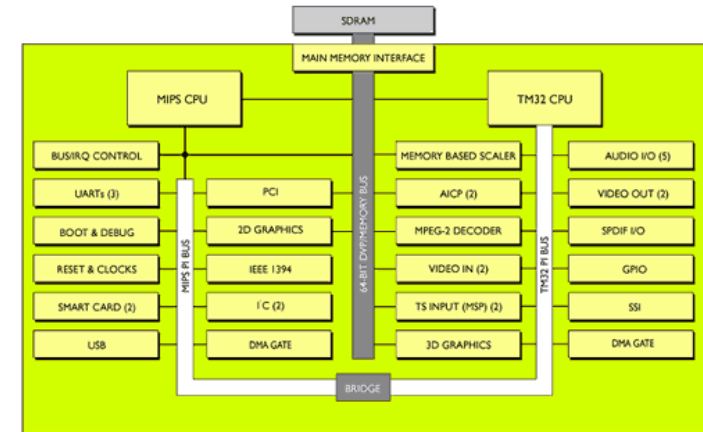 SDRAM
MAIN MEMORY INTERFACE
MIPS CPU
TM32 CPU
BUS/IRQ CONTROL
MEMORY BASED SCALER
AUDIO I/O (5)
UARTs (3)
PCI
AICP (2)
VIDEO OUT (2)
BOOT & DEBUG
2D GRAPHICS
MPEG-2 DECODER
SPDIF I/O
RESET & CLOCKS
IEEE 1394
VIDEO IN (2)
GPIO
SMART CARD (2)
I²C (2)
TS INPUT (MSP) (2)
SSI
USB
DMA GATE
3D GRAPHICS
DMA GATE
MIPS PI BUS
64-BIT DVP/MEMORY BUS
TM32 PI BUS
BRIDGE